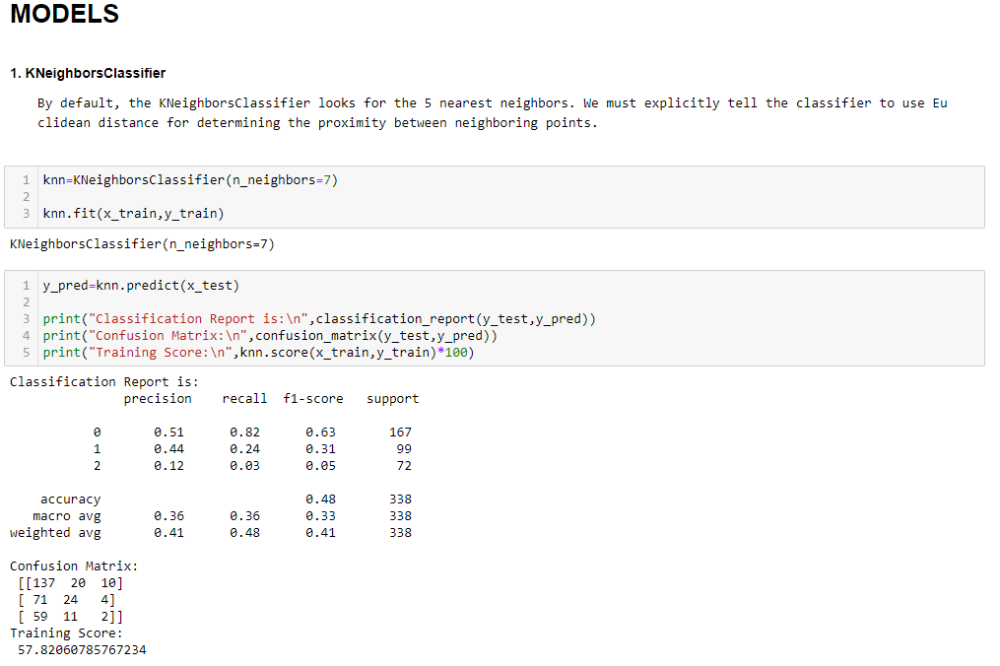 MODELS
1. KNeighborsClassifier
By default, the KNeighborsClassifier looks for the 5 nearest neighbors. We must explicitly tell the classifier to use Eu
clidean distance for determining the proximity between neighboring points.
1 knn=KNeighborsClassifier(n_neighbors=7)
2
3 knn.fit(x_train,y_train)
KNeighborsClassifier(n_neighbors=7)
1 y_pred=knn.predict(x_test)
2
3 print("Classification Report is:\n",classification_report(y_test,y_pred))
4 print("Confusion Matrix:\n",confusion_matrix(y_test,y_pred))
5 print("Training Score:\n",knn.score(x_train,y_train)*100)
Classification Report is:
precision recall f1-score support
0 0.51 0.82 0.63 167
1 0.44 0.24 0.31 99
2 0.12 0.03 0.05 72
accuracy 0.48 338
macro avg 0.36 0.36 0.33 338
weighted avg 0.41 0.48 0.41 338
Confusion Matrix:
[[137 20 10]
[ 71 24 4]
[ 59 11 2]]
Training Score:
57.82060785767234